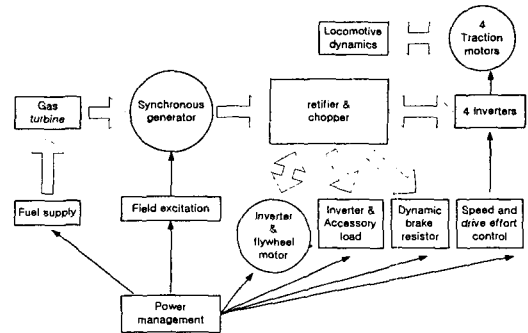 4
Traction
motors
Locomotive
dynamics
Gas
turbine
Synchronous
generator
retifier &
chopper
4 inverters
Fuel supply
Field excitation
Inverter
&
flywheel
motor
Inverter &
Accessory
load
Dynamic
brake
resistor
Speed and
drive effort
control
Power
management